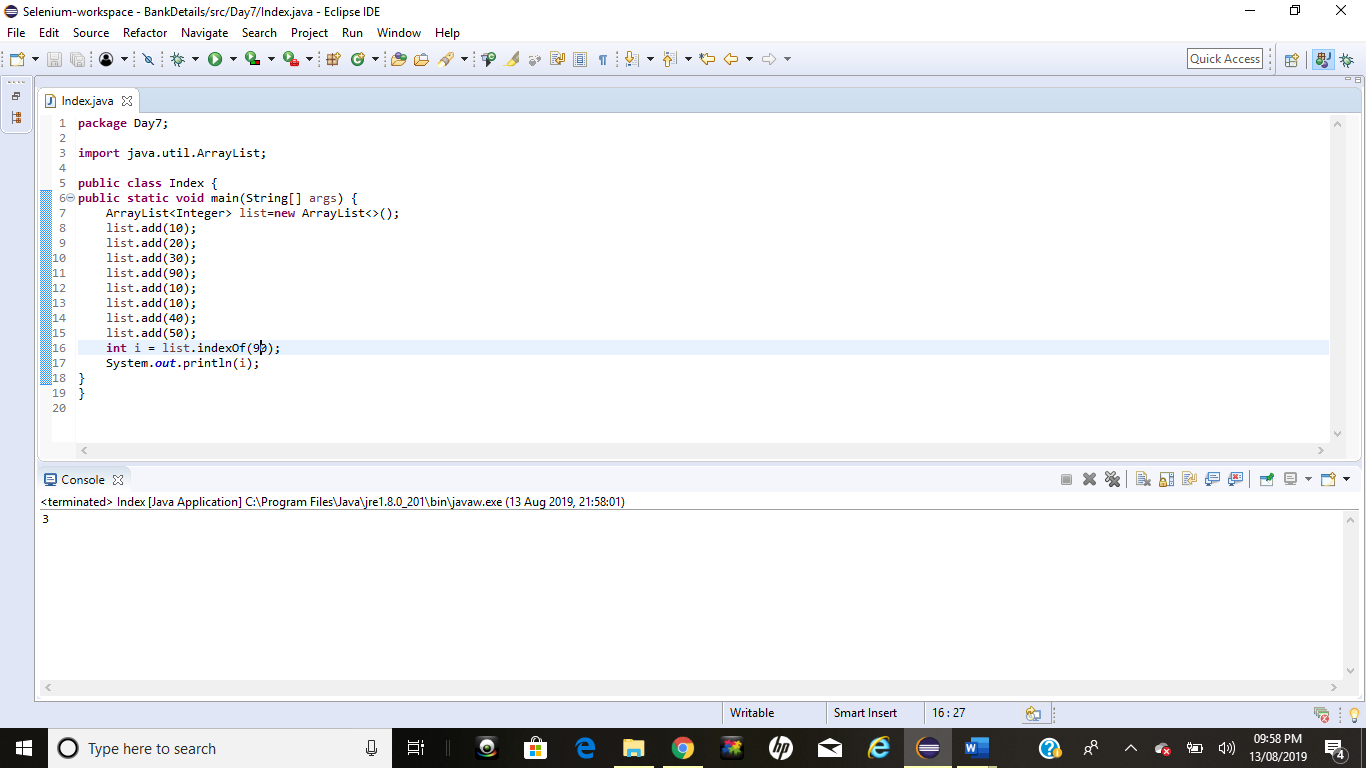 Selenium-workspace - BankDetails/src/Day7/Index.java - Eclipse IDE
File Edit Source Refactor Navigate Search Project Run Window Help
Quick Access
Index.java
1 package Day7;
2
3 import java.util.ArrayList;
4
5 public class Index {
6 public static void main(String[] args) {
7 ArrayList<Integer> list=new ArrayList<>();
8 list.add(10);
9 list.add(20);
10 list.add(30);
11 list.add(90);
12 list.add(10);
13 list.add(10);
14 list.add(40);
15 list.add(50);
16 int i = list.indexOf(90);
17 System.out.println(i);
18 }
19 }
20
Console
<terminated> Index [Java Application] C:\Program Files\Java\jre1.8.0_201\bin\javaw.exe (13 Aug 2019, 21:58:01)
3
Writable Smart Insert 16 : 27
Type here to search
09:58 PM
13/08/2019
4